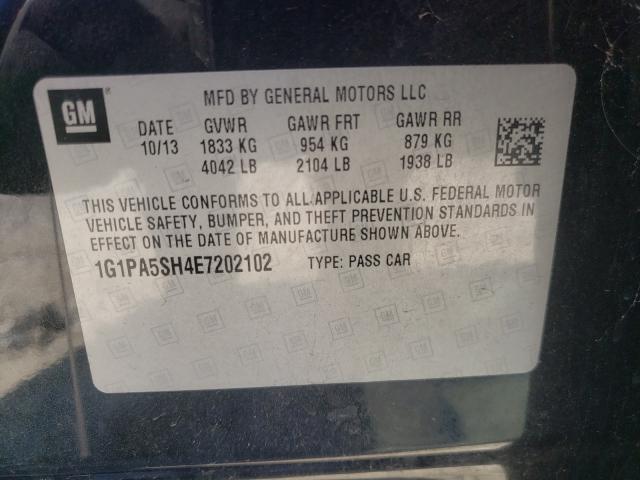 GM ® MFD BY GENERAL MOTORS LLC
DATE GVWR GAWR FRT GAWR RR
10/13 1833 KG 954 KG 879 KG
4042 LB 2104 LB 1938 LB
THIS VEHICLE CONFORMS TO ALL APPLICABLE U.S. FEDERAL MOTOR
VEHICLE SAFETY, BUMPER, AND THEFT PREVENTION STANDARDS IN
EFFECT ON THE DATE OF MANUFACTURE SHOWN ABOVE.
1G1PA5SH4E7202102 TYPE: PASS CAR